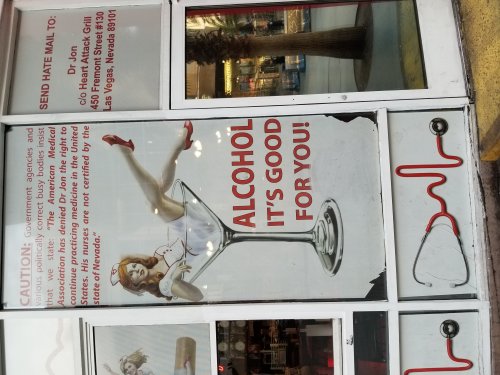 SEND HATE MAIL TO:
Dr Jon
c/o Heart Attack Grill
450 Fremont Street #130
Las Vegas, Nevada 89101
CAUTION: Government agencies and
various politically correct busy bodies insist
that we state: "The American Medical
Association has denied Dr Jon the right to
continue practicing medicine in the United
States. His nurses are not certified by the
state of Nevada."
ALCOHOL
IT'S GOOD
FOR YOU!